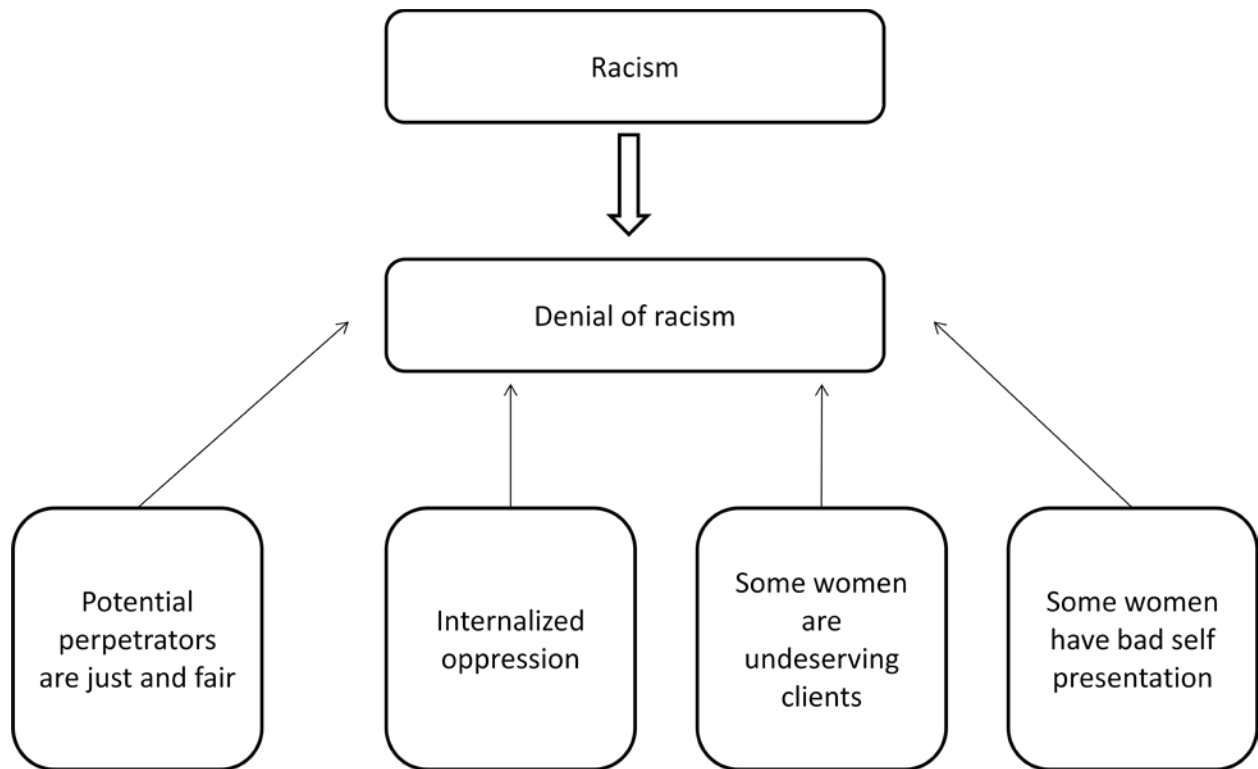 Racism
Denial of racism
Potential
perpetrators
are just and fair
Internalized
oppression
Some women
are
undeserving
clients
Some women
have bad self
presentation